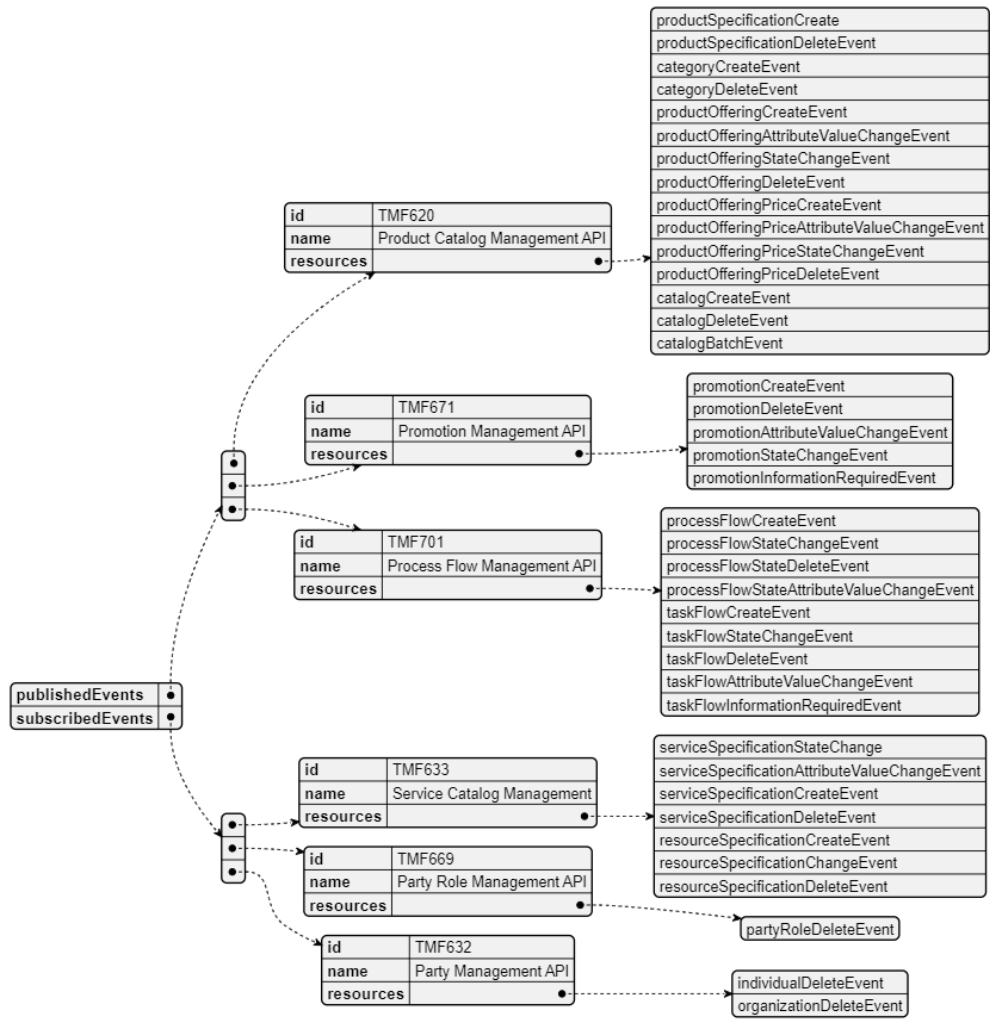 publishedEvents
subscribedEvents
id TMF620
name Product Catalog Management API
resources
productSpecificationCreate
productSpecificationDeleteEvent
categoryCreateEvent
categoryDeleteEvent
productOfferingCreateEvent
productOfferingAttributeValueChangeEvent
productOfferingStateChangeEvent
productOfferingDeleteEvent
productOfferingPriceCreateEvent
productOfferingPriceAttributeValueChangeEvent
productOfferingPriceStateChangeEvent
productOfferingPriceDeleteEvent
catalogCreateEvent
catalogDeleteEvent
catalogBatchEvent
id TMF671
name Promotion Management API
resources
promotionCreateEvent
promotionDeleteEvent
promotionAttributeValueChangeEvent
promotionStateChangeEvent
promotionInformationRequiredEvent
id TMF701
name Process Flow Management API
resources
processFlowCreateEvent
processFlowStateChangeEvent
processFlowStateDeleteEvent
processFlowStateAttributeValueChangeEvent
taskFlowCreateEvent
taskFlowStateChangeEvent
taskFlowDeleteEvent
taskFlowAttributeValueChangeEvent
taskFlowInformationRequiredEvent
id TMF633
name Service Catalog Management
resources
serviceSpecificationStateChange
serviceSpecificationAttributeValueChangeEvent
serviceSpecificationCreateEvent
serviceSpecificationDeleteEvent
resourceSpecificationCreateEvent
resourceSpecificationChangeEvent
resourceSpecificationDeleteEvent
id TMF669
name Party Role Management API
resources
partyRoleDeleteEvent
id TMF632
name Party Management API
resources
individualDeleteEvent
organizationDeleteEvent